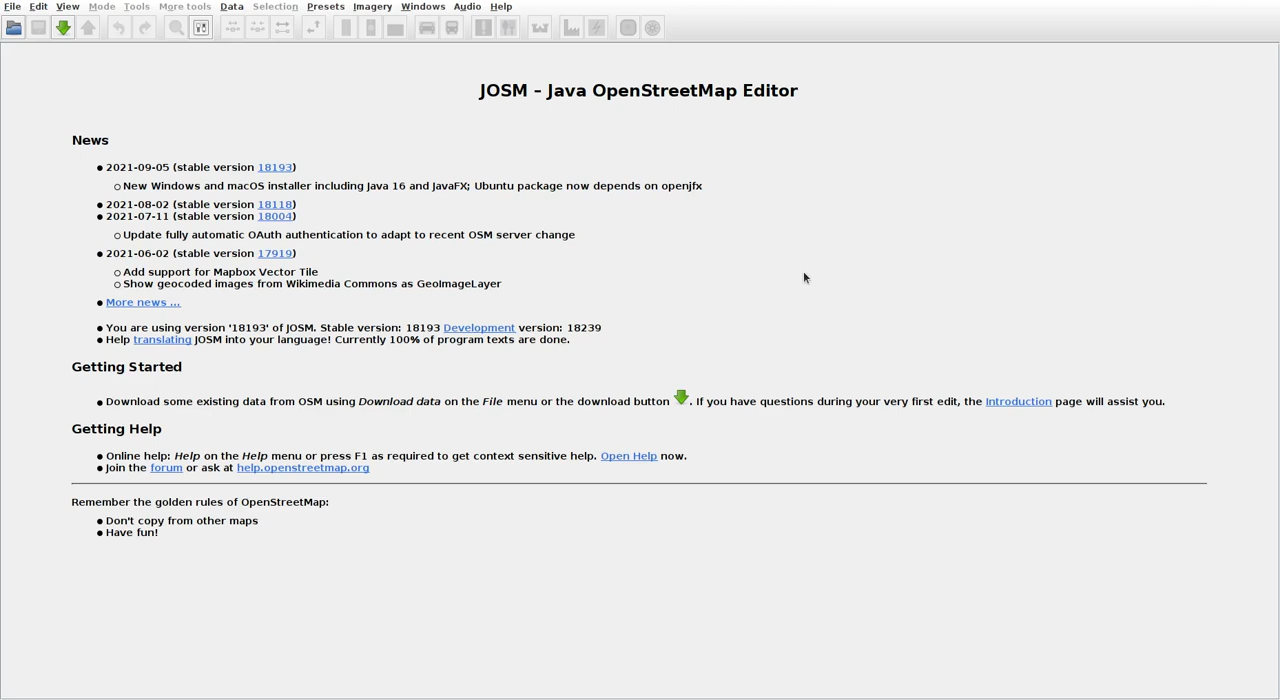 File Edit View Mode Tools More tools Data Selection Presets Imagery Windows Audio Help
JOSM – Java OpenStreetMap Editor
News
2021-09-05 (stable version 18193)
New Windows and macOS installer including Java 16 and JavaFX; Ubuntu package now depends on openjfx
2021-08-02 (stable version 18118)
2021-07-11 (stable version 18004)
Update fully automatic OAuth authentication to adapt to recent OSM server change
2021-06-02 (stable version 17919)
Add support for Mapbox Vector Tile
Show geocoded images from Wikimedia Commons as GeoImageLayer
More news ...
You are using version '18193' of JOSM. Stable version: 18193 Development version: 18239
Help translating JOSM into your language! Currently 100% of program texts are done.
Getting Started
Download some existing data from OSM using Download data on the File menu or the download button . If you have questions during your very first edit, the Introduction page will assist you.
Getting Help
Online help: Help on the Help menu or press F1 as required to get context sensitive help. Open Help now.
Join the forum or ask at help.openstreetmap.org
Remember the golden rules of OpenStreetMap:
Don't copy from other maps
Have fun!